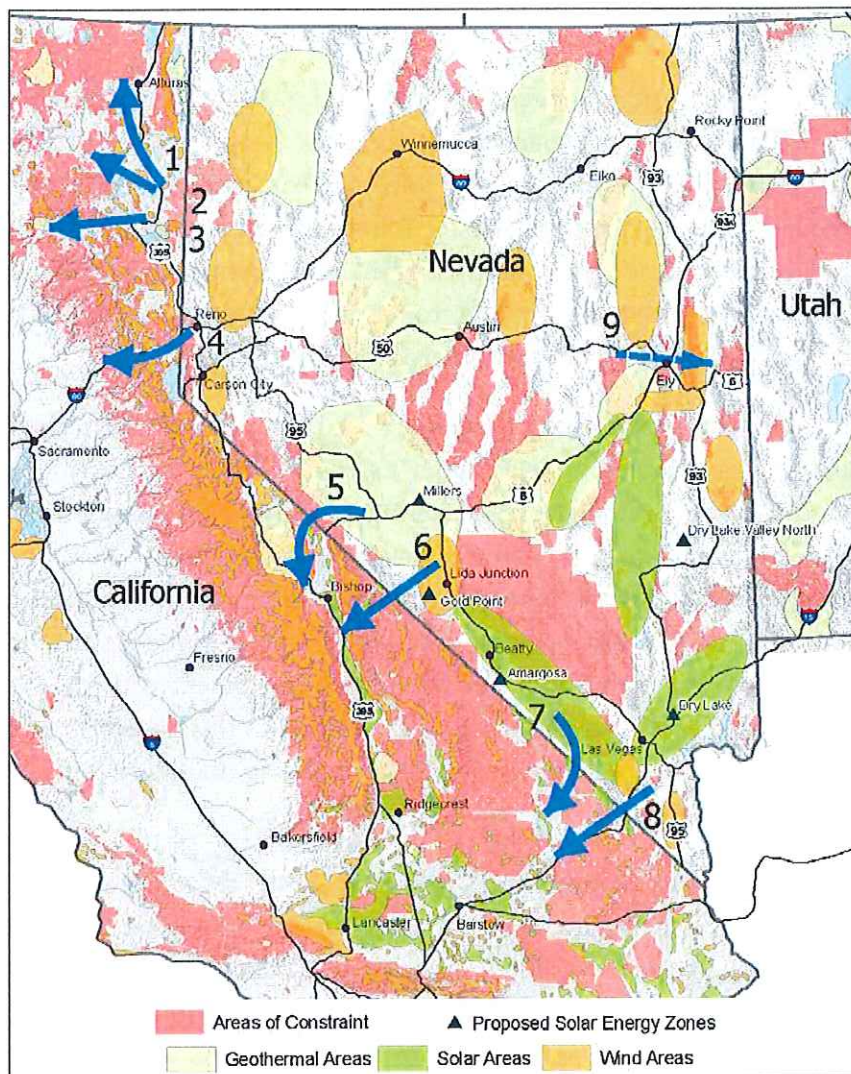 Alturas
Rocky Point
1
Winnemucca
80
Elko
93
80
2
93A
3
395
Nevada
Utah
Reno
Austin
9
4
50
Ely
Carson City
6
80
95
Sacramento
93
Stockton
5
Millers
6
Dry Lake Valley North
6
Lida Junction
California
Bishop
Gold Point
15
Beatty
Fresno
Amargosa
395
7
Dry Lake
5
Las Vegas
Ridgecrest
8
95
Bakersfield
Lancaster
Barstow
Areas of Constraint
Proposed Solar Energy Zones
Geothermal Areas
Solar Areas
Wind Areas